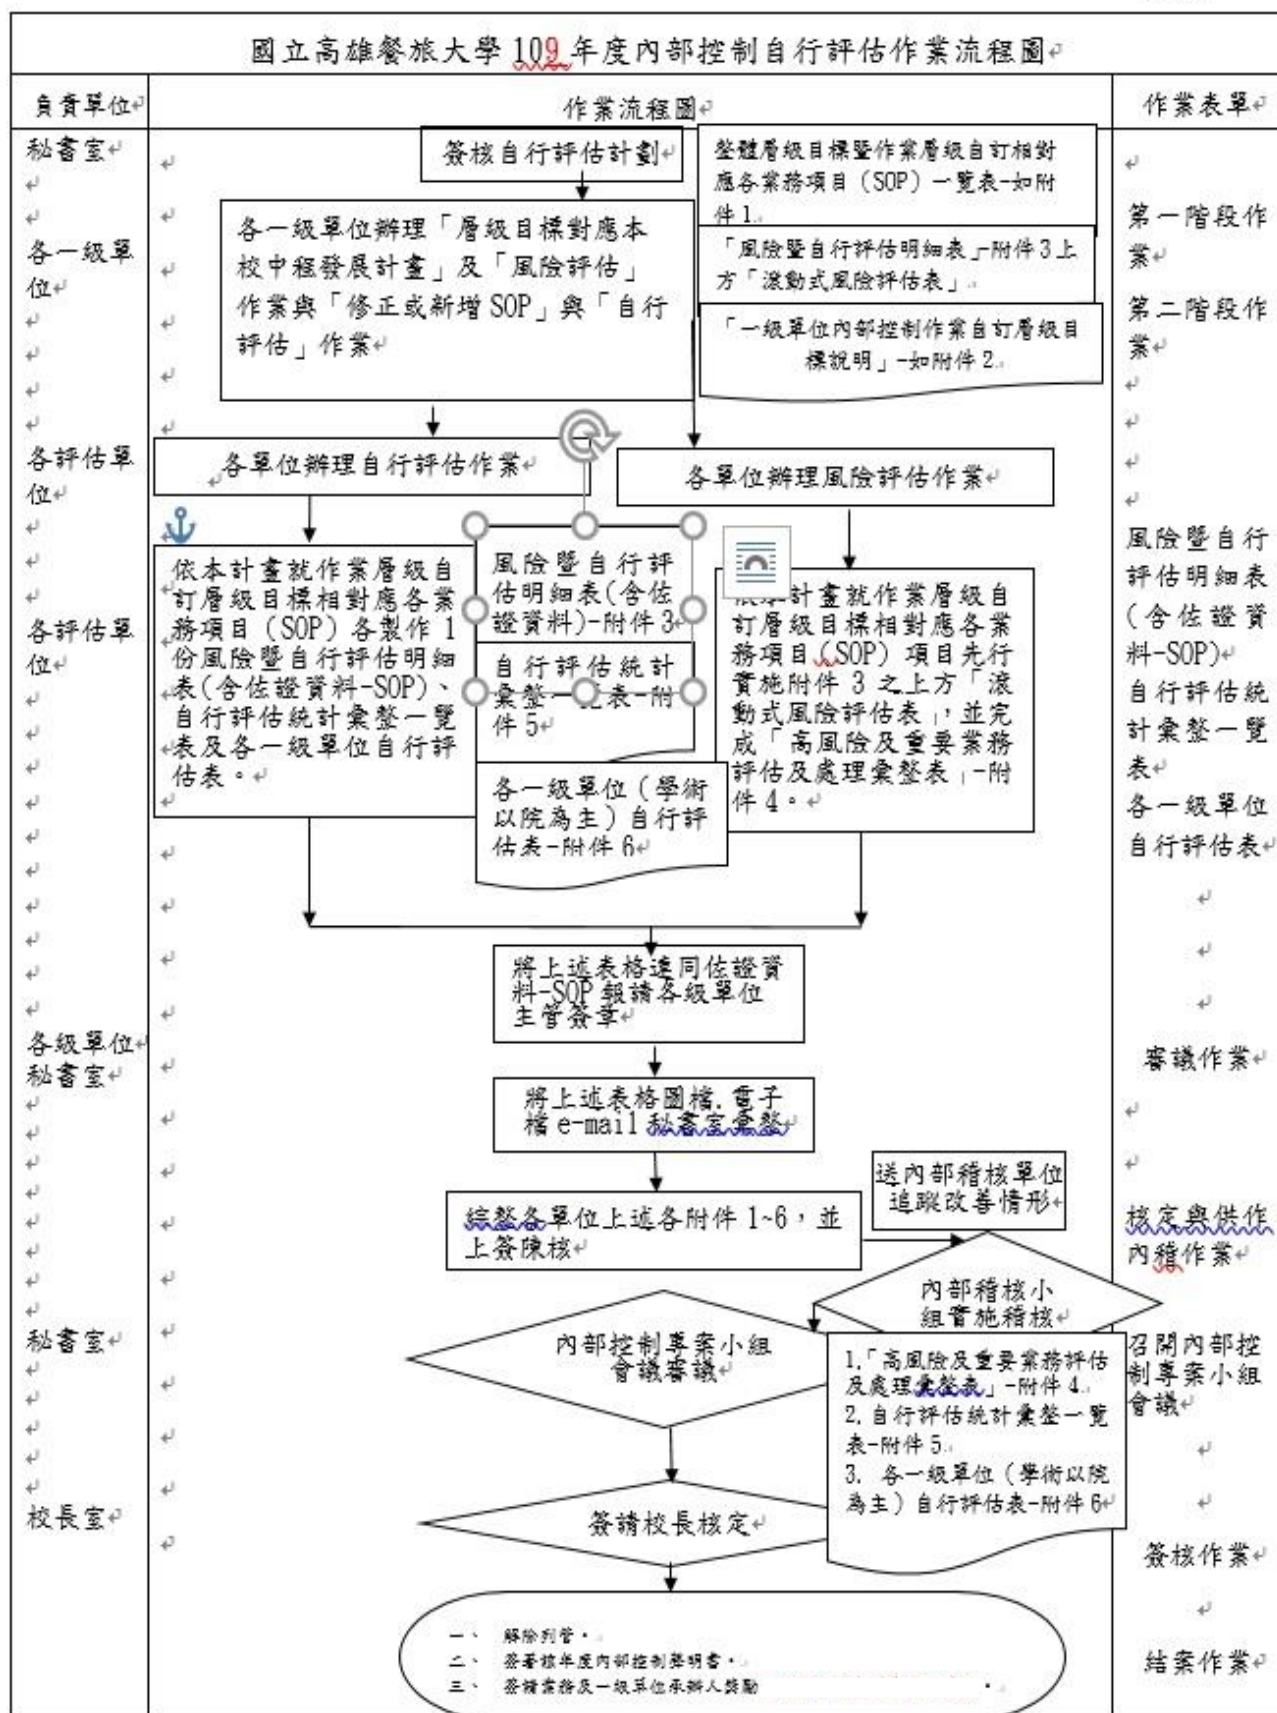 國立高雄餐旅大學 109 年度內部控制自行評估作業流程圖
負責單位
作業流程圖
作業表單
秘書室
各一級單
位
各評估單
位
各評估單
位
各級單位
秘書室
秘書室
校長室
簽核自行評估計劃
整體層級目標暨作業層級自訂相對
應各業務項目（SOP）一覽表-如附
件 1.
各一級單位辦理「層級目標對應本
校中程發展計畫」及「風險評估」
作業與「修正或新增 SOP」與「自行
評估」作業
「風險暨自行評估明細表」-附件 3 上
方「滾動式風險評估表」.
「一級單位內部控制作業自訂層級目
標說明」-如附件 2.
各單位辦理自行評估作業
各單位辦理風險評估作業
依本計畫就作業層級自
訂層級目標相對應各業
務項目（SOP）各製作 1
份風險暨自行評估明細
表(含佐證資料-SOP)、
自行評估統計彙整一覽
表及各一級單位自行評
估表。
風險暨自行評
估明細表(含佐
證資料)-附件 3
自行評估統計
彙整一覽表-附
件 5
各一級單位（學術
以院為主）自行評
估表-附件 6
依本計畫就作業層級自
訂層級目標相對應各業
務項目（SOP）項目先行
實施附件 3 之上方「滾
動式風險評估表」，並完
成「高風險及重要業務
評估及處理彙整表」-附
件 4。
將上述表格連同佐證資
料-SOP 報請各級單位
主管簽章
將上述表格圖檔.電子
檔 e-mail 秘書室彙整
綜整各單位上述各附件 1~6，並
上簽陳核
送內部稽核單位
追蹤改善情形
內部稽核小
組實施稽核
內部控制專案小組
會議審議
1.「高風險及重要業務評估
及處理彙整表」-附件 4.
2.自行評估統計彙整一覽
表-附件 5.
3. 各一級單位（學術以院
為主）自行評估表-附件 6
簽請校長核定
一、 解除列管。
二、 簽署該年度內部控制聲明書。
三、 簽請業務及一級單位承辦人獎勵 。
第一階段作
業
第二階段作
業
風險暨自行
評估明細表
(含佐證資
料-SOP)
自行評估統
計彙整一覽
表
各一級單位
自行評估表
審議作業
核定與供作
內稽作業
召開內部控
制專案小組
會議
簽核作業
結案作業